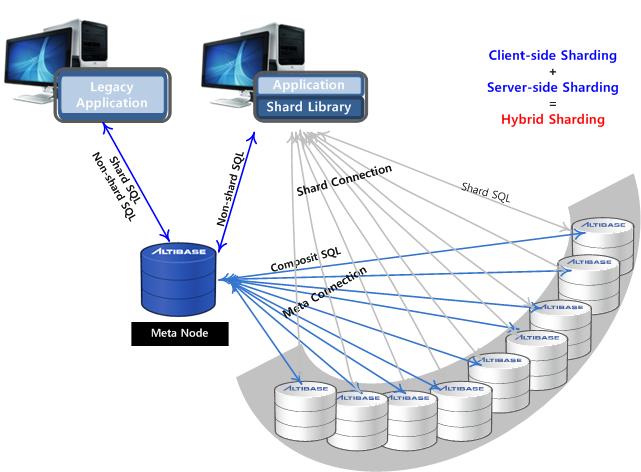 Legacy
Application
Application
Shard Library
Client-side Sharding
+
Server-side Sharding
=
Hybrid Sharding
Shard SQL
Non-shard SQL
Non-shard SQL
Shard Connection
Shard SQL
ALTIBASE
Composit SQL
Meta Connection
Meta Node
ALTIBASE
ALTIBASE
ALTIBASE
ALTIBASE
ALTIBASE
ALTIBASE
ALTIBASE
ALTIBASE
ALTIBASE